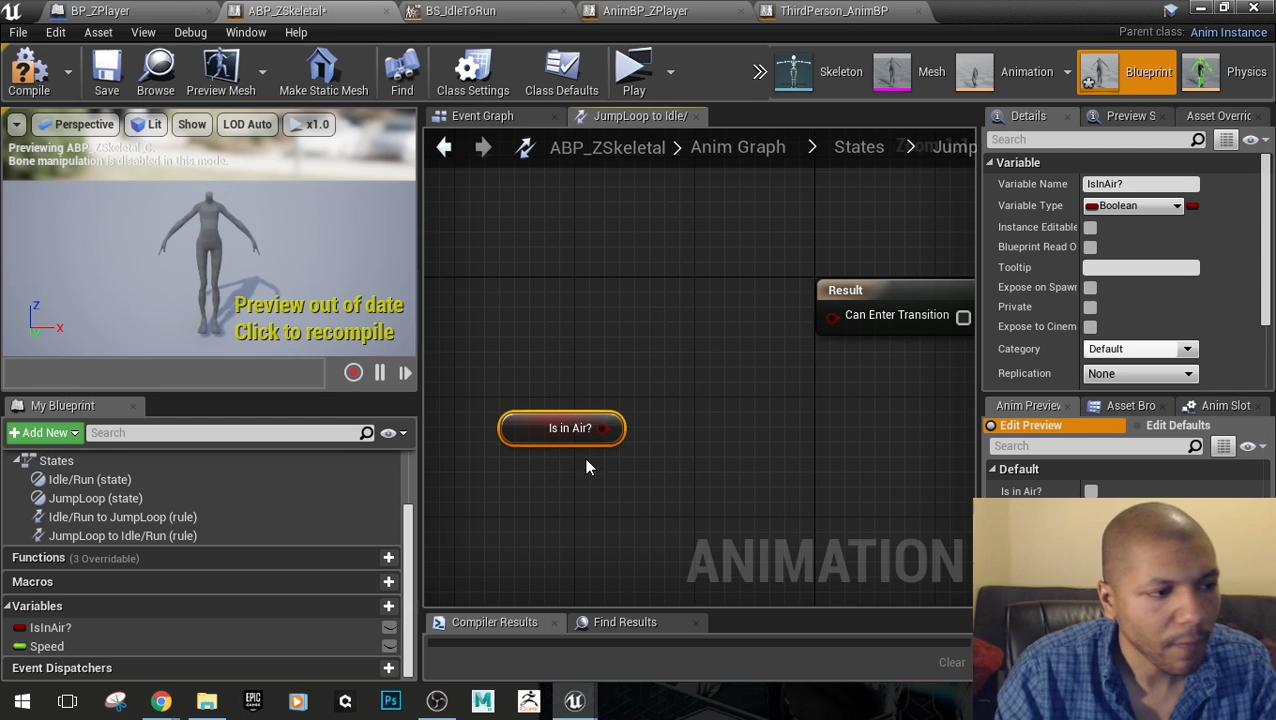 BP_ZPlayer
ABP_ZSkeletal*
BS_IdleToRun
AnimBP_ZPlayer
ThirdPerson_AnimBP
File Edit Asset View Debug Window Help
Parent class: Anim Instance
Compile
Save
Browse
Preview Mesh
Make Static Mesh
Find
Class Settings
Class Defaults
Play
Skeleton
Mesh
Animation
Blueprint
Physics
Perspective
Lit
Show
LOD Auto
x1.0
Previewing ABP_ZSkeletal_C.
Bone manipulation is disabled in this mode.
Preview out of date
Click to recompile
Z
X
Event Graph
JumpLoop to Idle/
ABP_ZSkeletal > Anim Graph > States > Jump
Result
Can Enter Transition
Is in Air?
ANIMATION
Details
Preview S
Asset Overric
Search
Variable
Variable Name IsInAir?
Variable Type Boolean
Instance Editable
Blueprint Read O
Tooltip
Expose on Spawn
Private
Expose to Cinem
Category Default
Replication None
My Blueprint
+ Add New
Search
States
Idle/Run (state)
JumpLoop (state)
Idle/Run to JumpLoop (rule)
JumpLoop to Idle/Run (rule)
Functions (3 Overridable)
Macros
Variables
IsInAir?
Speed
Event Dispatchers
Compiler Results
Find Results
Clear
Anim Preview
Asset Bro
Anim Slot
Edit Preview
Edit Defaults
Search
Default
Is in Air?
EPIC
GAMES
Ps
M